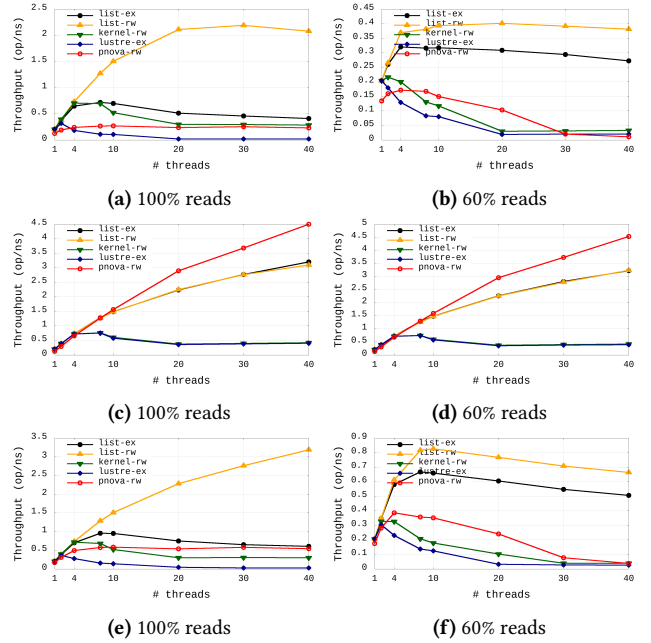 Throughput (op/ns)
2.5
2
1.5
1
0.5
0
list-ex
list-rw
kernel-rw
lustre-ex
pnova-rw
1 4 10 20 30 40
# threads
(a) 100% reads
Throughput (op/ns)
0.45
0.4
0.35
0.3
0.25
0.2
0.15
0.1
0.05
0
list-ex
list-rw
kernel-rw
lustre-ex
pnova-rw
1 4 10 20 30 40
# threads
(b) 60% reads
Throughput (op/ns)
4.5
4
3.5
3
2.5
2
1.5
1
0.5
0
list-ex
list-rw
kernel-rw
lustre-ex
pnova-rw
1 4 10 20 30 40
# threads
(c) 100% reads
Throughput (op/ns)
5
4.5
4
3.5
3
2.5
2
1.5
1
0.5
0
list-ex
list-rw
kernel-rw
lustre-ex
pnova-rw
1 4 10 20 30 40
# threads
(d) 60% reads
Throughput (op/ns)
3.5
3
2.5
2
1.5
1
0.5
0
list-ex
list-rw
kernel-rw
lustre-ex
pnova-rw
1 4 10 20 30 40
# threads
(e) 100% reads
Throughput (op/ns)
0.9
0.8
0.7
0.6
0.5
0.4
0.3
0.2
0.1
0
list-ex
list-rw
kernel-rw
lustre-ex
pnova-rw
1 4 10 20 30 40
# threads
(f) 60% reads